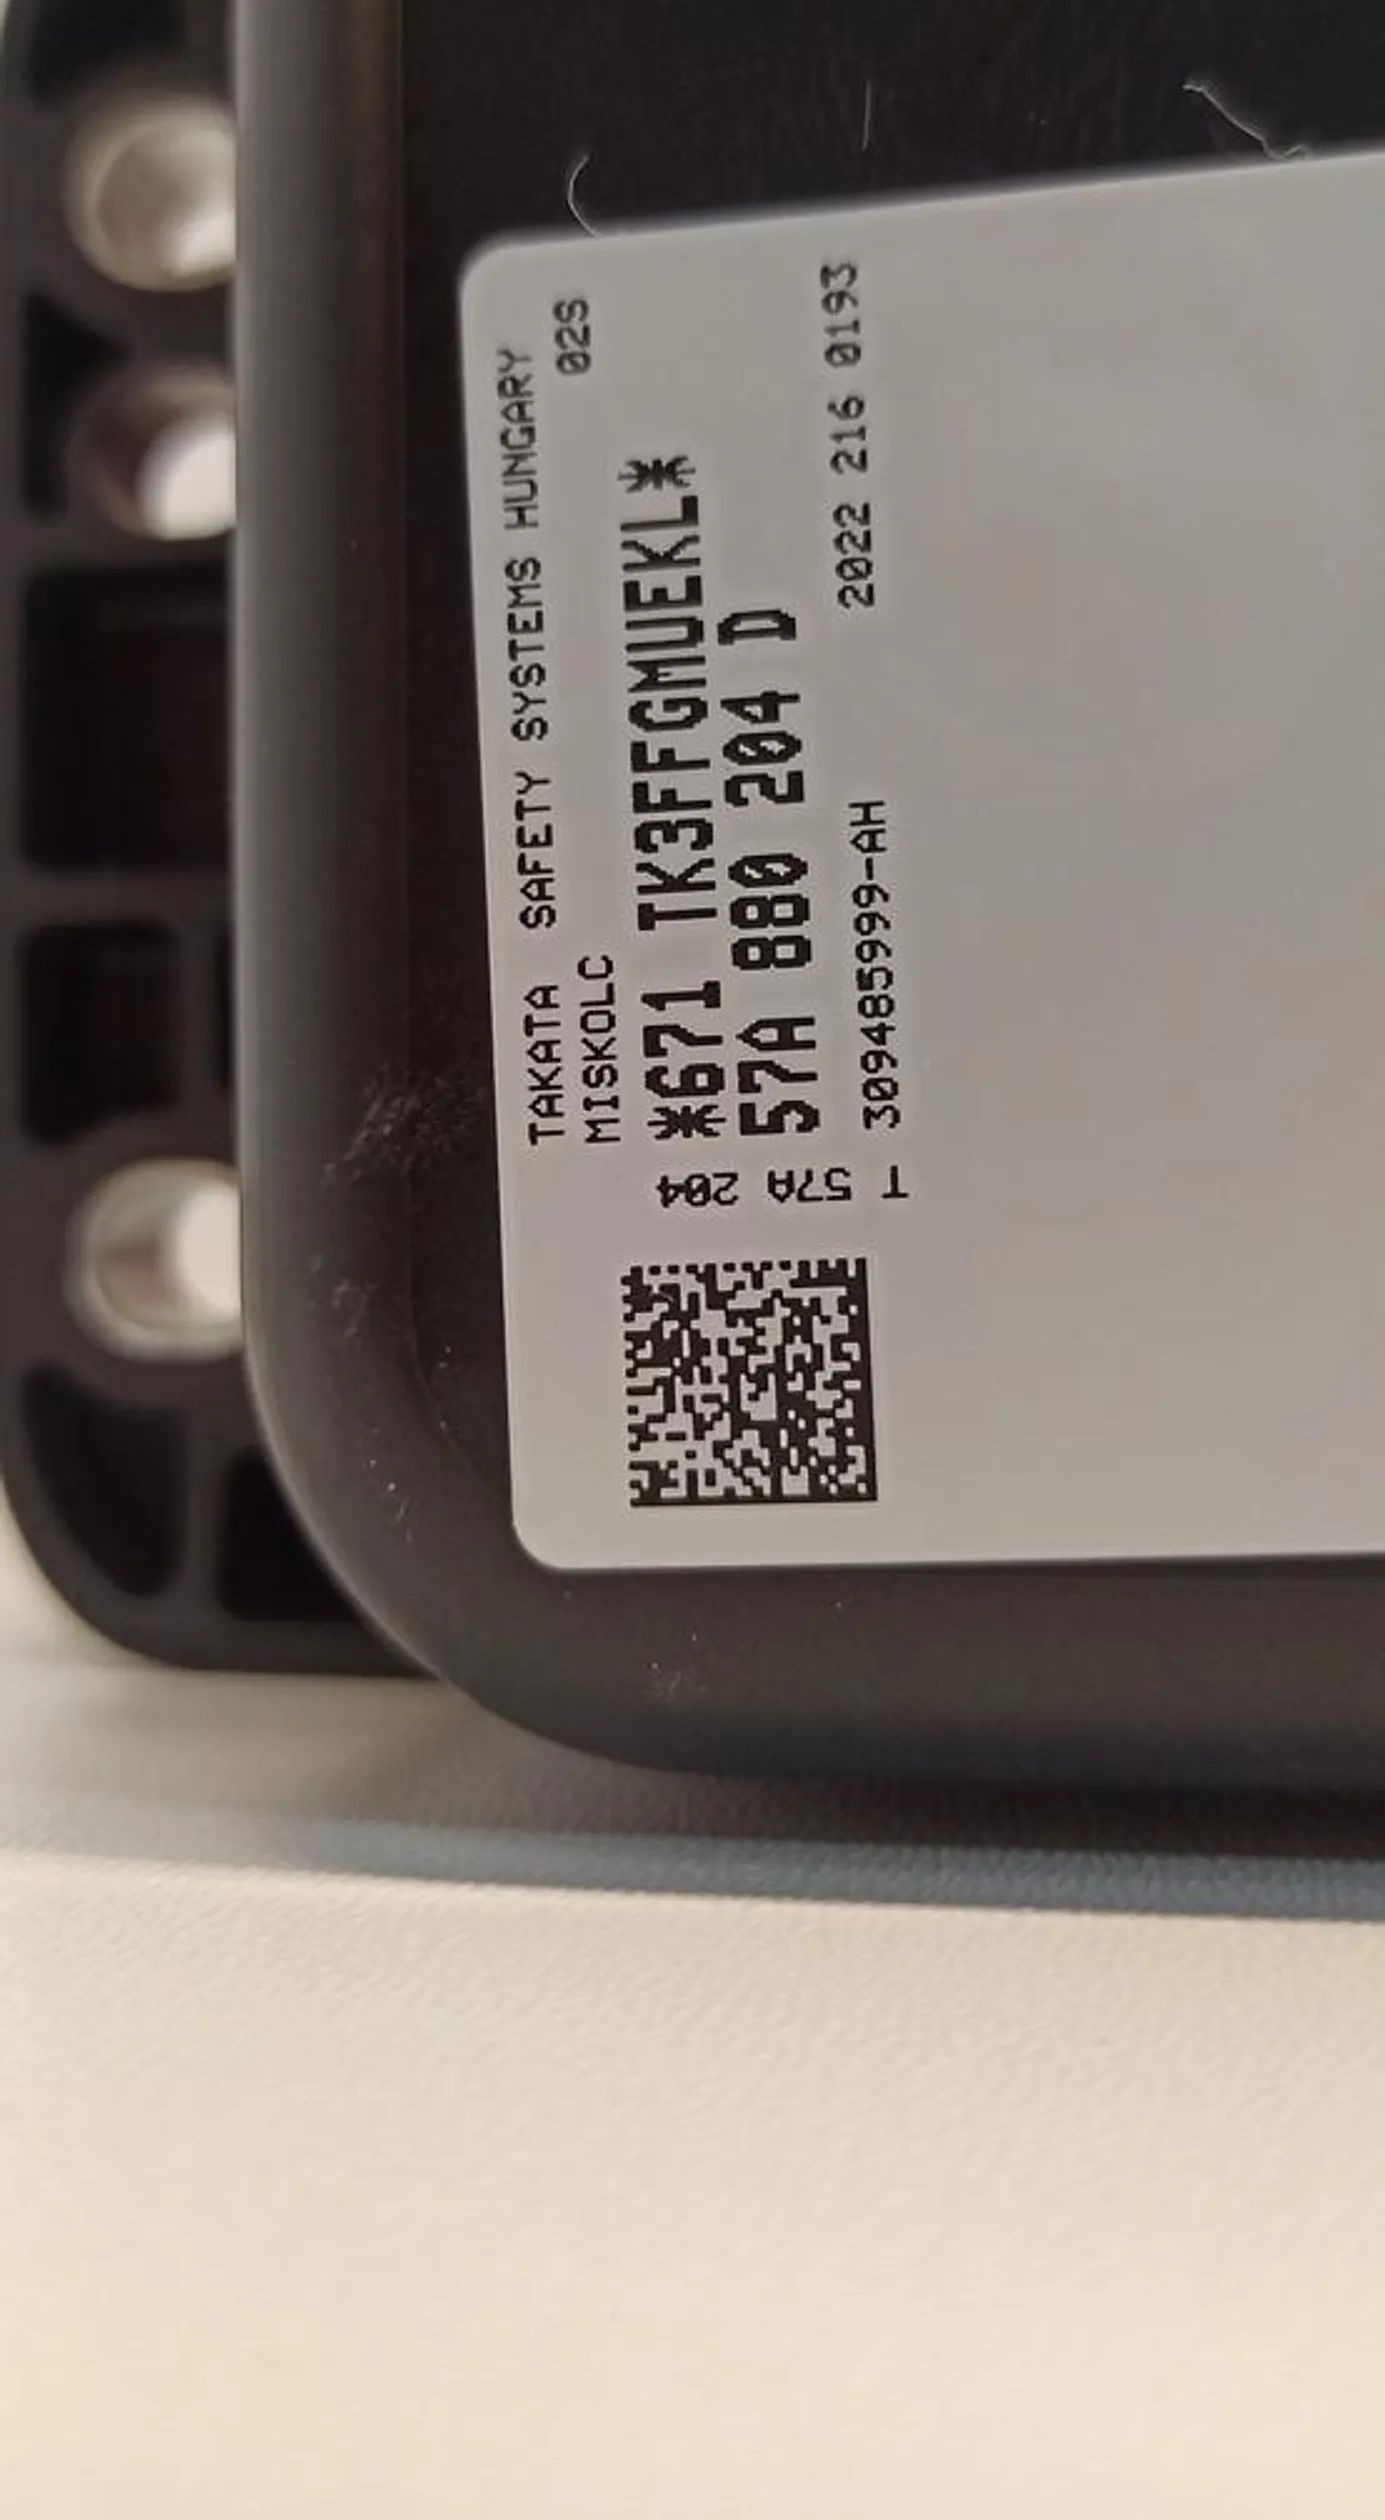 TAKATA SAFETY SYSTEMS HUNGARY
MISKOLC 02S
*671 TK3FFGMUEKL*
57A 880 204 D
309485999-AH 2022 216 0193
T 57A 204